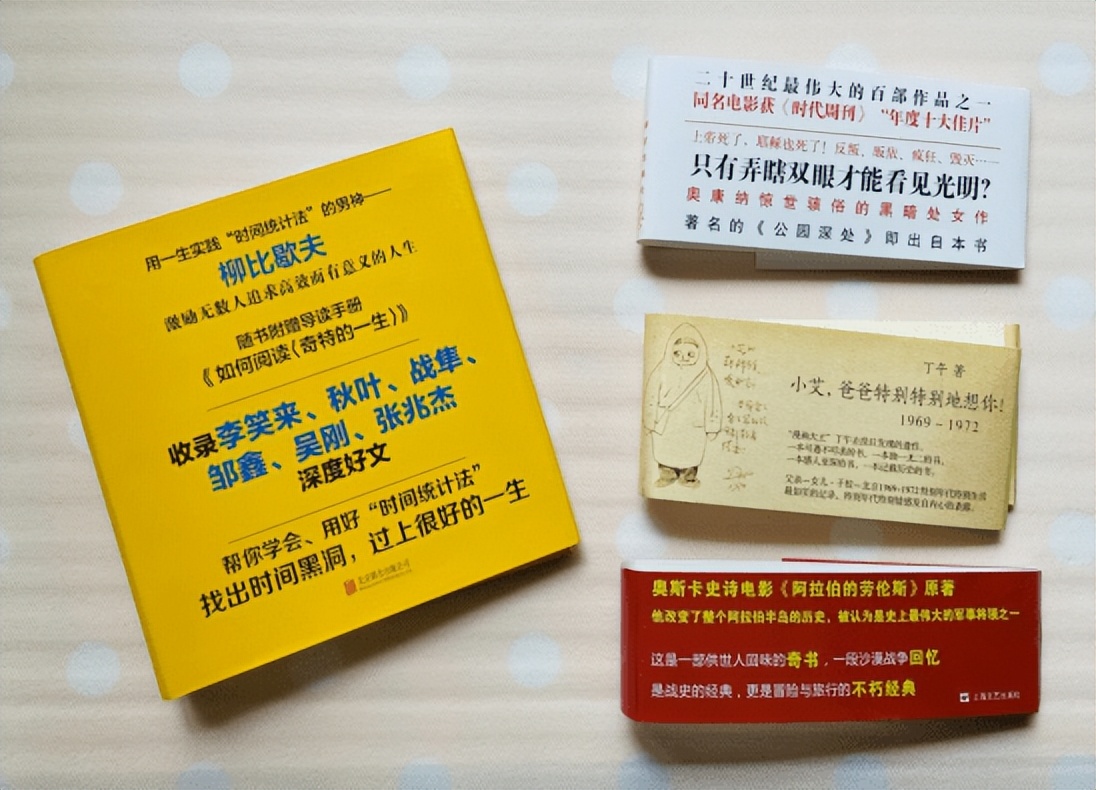 用一生实践“时间统计法”的男神——
柳比歇夫
激励无数人追求高效而有意义的人生
随书附赠导读手册
《如何阅读〈奇特的一生〉》
收录李笑来、秋叶、战隼、
邹鑫、吴刚、张兆杰
深度好文
帮你学会、用好“时间统计法”
找出时间黑洞，过上很好的一生
二十世纪最伟大的百部作品之一
同名电影获《时代周刊》“年度十大佳片”
上帝死了，耶稣也死了！反叛、叛敌、疯狂、毁灭……
只有弄瞎双眼才能看见光明?
奥康纳惊世骇俗的黑暗处女作
著名的《公园深处》即出自本书
丁午 著
小艾，爸爸特别特别地想你！
1969－1972
奥斯卡史诗电影《阿拉伯的劳伦斯》原著
他改变了整个阿拉伯半岛的历史，被认为是史上最伟大的军事将领之一
这是一部供世人回味的奇书，一段沙漠战争回忆
是战史的经典，更是冒险与旅行的不朽经典
上海文艺出版社